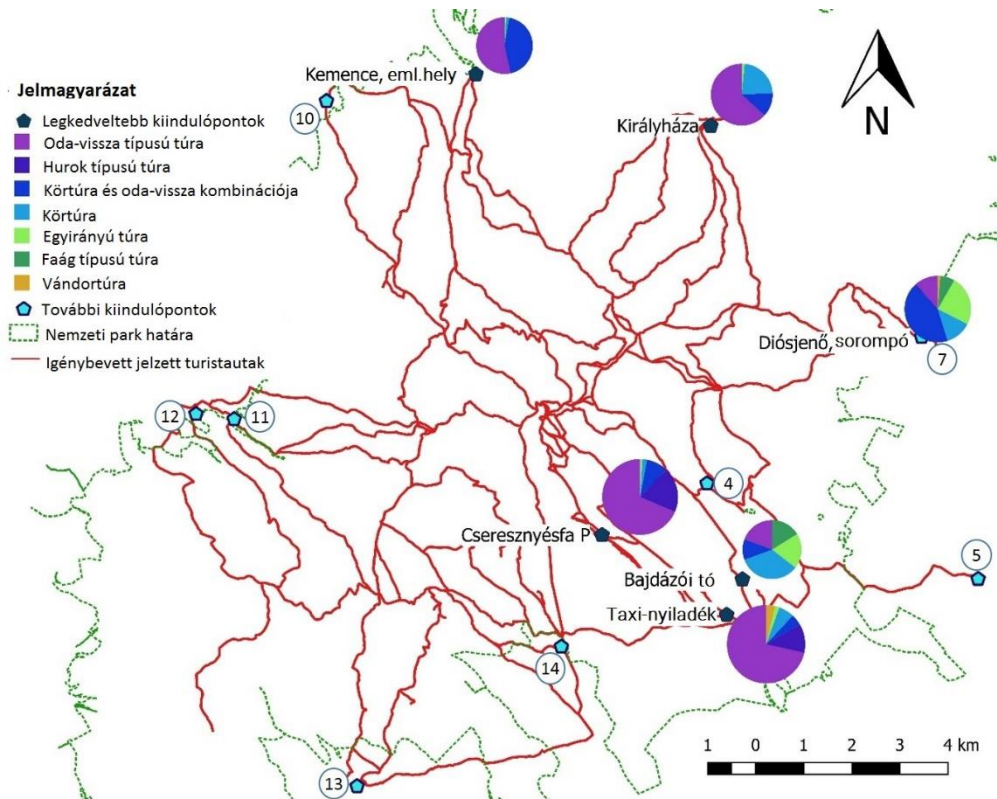 Kemence, eml.hely
Jelmagyarázat
Legkedveltebb kiindulópontok
Oda-vissza típusú túra
Hurok típusú túra
Körtúra és oda-vissza kombinációja
Körtúra
Egyirányú túra
Faág típusú túra
Vándortúra
További kiindulópontok
Nemzeti park határa
Igénybevett jelzett turistautak
10
Királyháza
N
Diósjenő, sorompó
7
12
11
4
Cseresznyésfa P
Bajdázói tó
5
Taxi-nyiladék
14
13
1 0 1 2 3 4 km